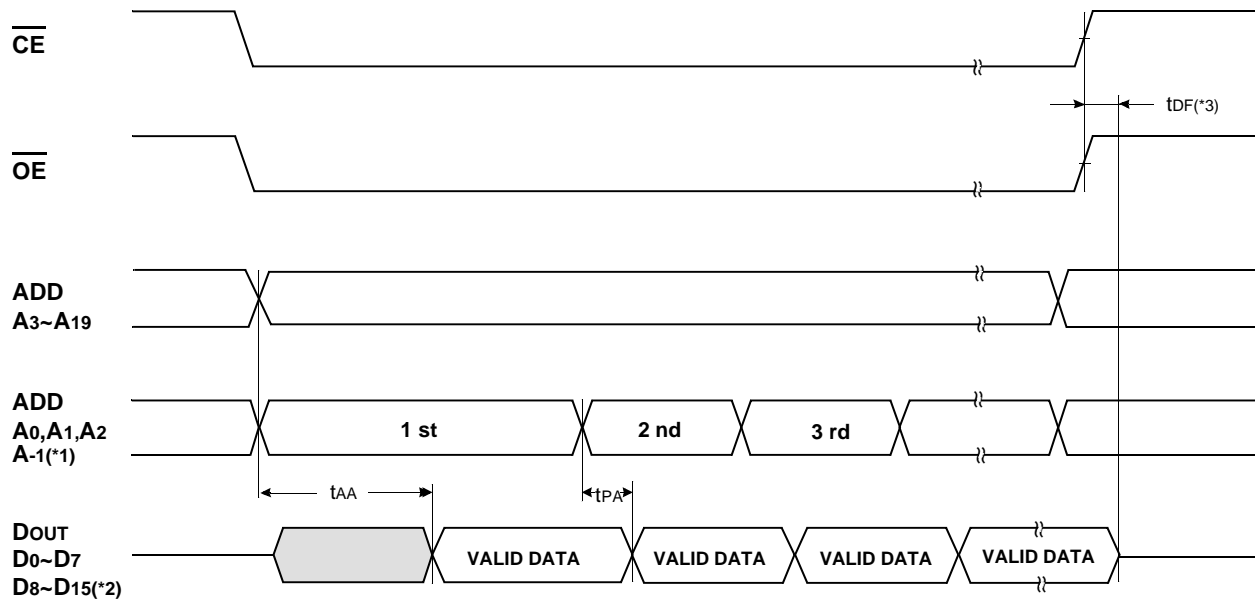 CE
tDF(*3)
OE
ADD
A3~A19
ADD
A0,A1,A2
A-1(*1)
1 st
2 nd
3 rd
tAA
tPA
DOUT
D0~D7
D8~D15(*2)
VALID DATA
VALID DATA
VALID DATA
VALID DATA